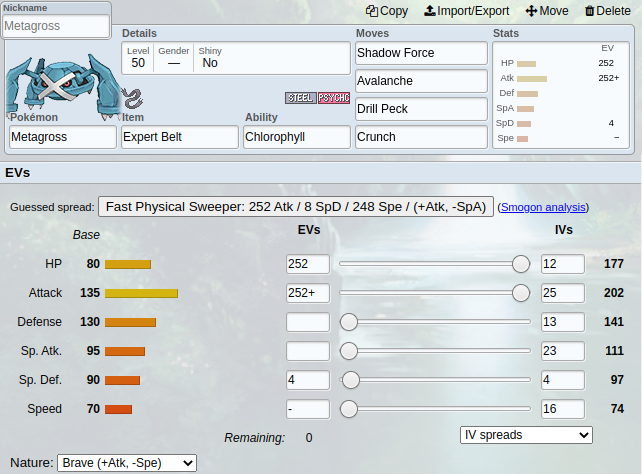 Nickname
Metagross
Copy Import/Export Move Delete
Details
Level Gender Shiny
50 — No
STEEL PSYCHC
Pokémon Item Ability
Metagross Expert Belt Chlorophyll
Moves
Shadow Force
Avalanche
Drill Peck
Crunch
Stats
EV
HP 252
Atk 252+
Def
SpA
SpD 4
Spe –
EVs
Guessed spread: Fast Physical Sweeper: 252 Atk / 8 SpD / 248 Spe / (+Atk, -SpA) (Smogon analysis)
Base EVs IVs
HP 80 252 12 177
Attack 135 252+ 25 202
Defense 130 13 141
Sp. Atk. 95 23 111
Sp. Def. 90 4 4 97
Speed 70 - 16 74
Remaining: 0 IV spreads
Nature: Brave (+Atk, -Spe)